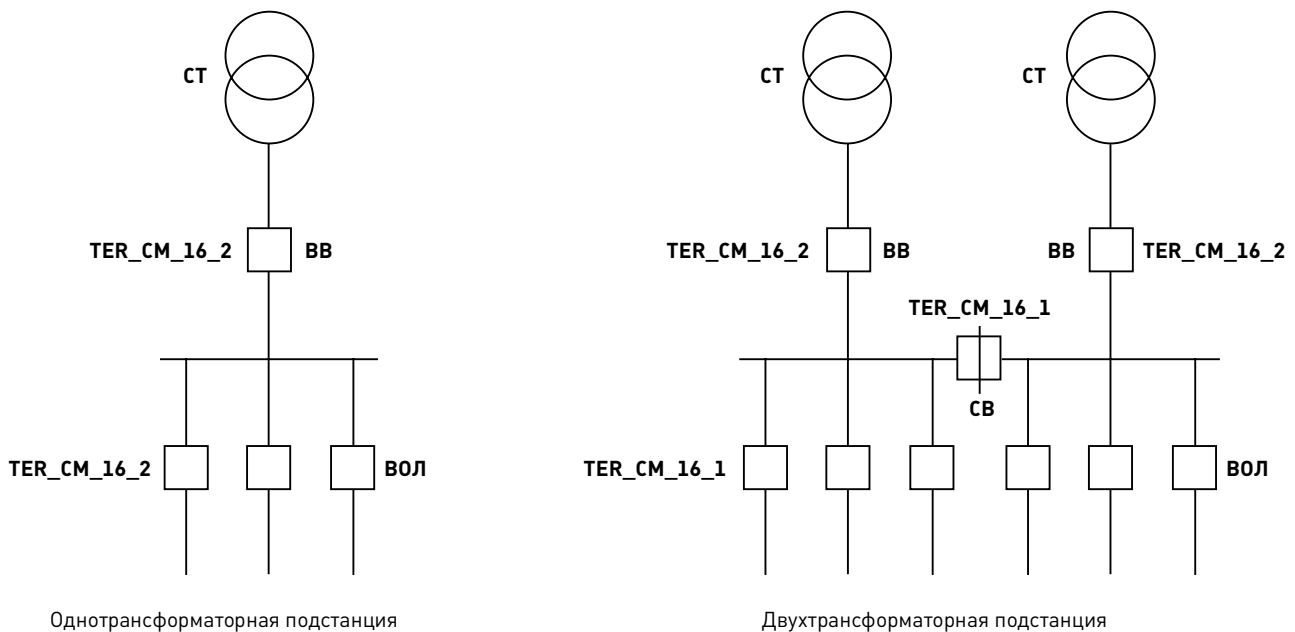 СТ
СТ
СТ
TER_CM_16_2
ВВ
TER_CM_16_2
ВВ
ВВ
TER_CM_16_2
TER_CM_16_1
СВ
TER_CM_16_2
ВОЛ
TER_CM_16_1
ВОЛ
Однотрансформаторная подстанция
Двухтрансформаторная подстанция